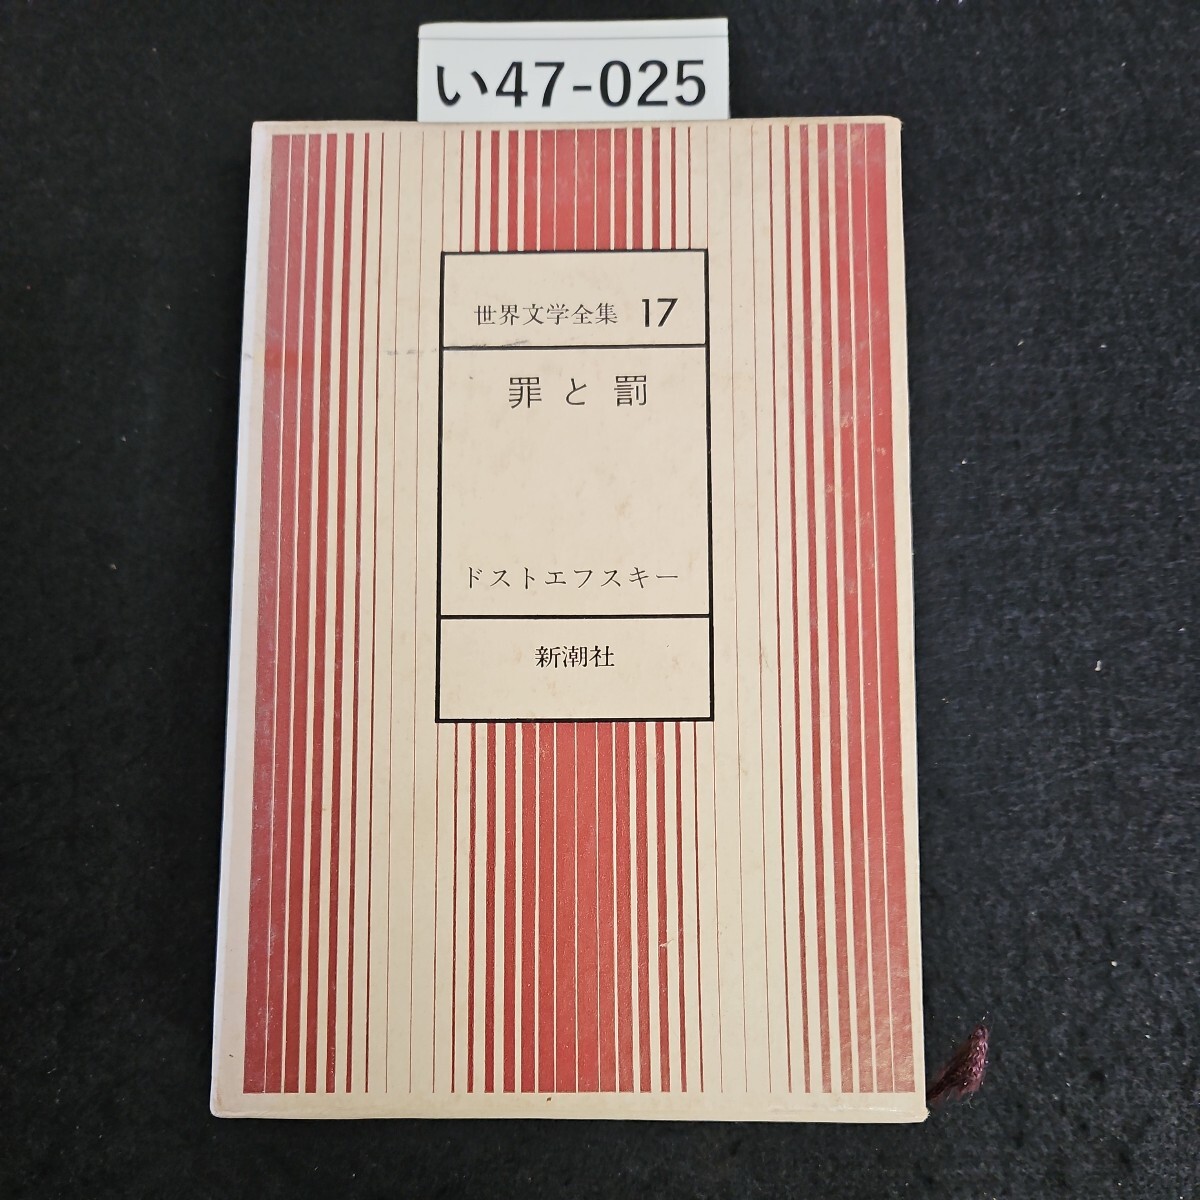 い47-025
世界文学全集 17
罪と罰
ドストエフスキー
新潮社